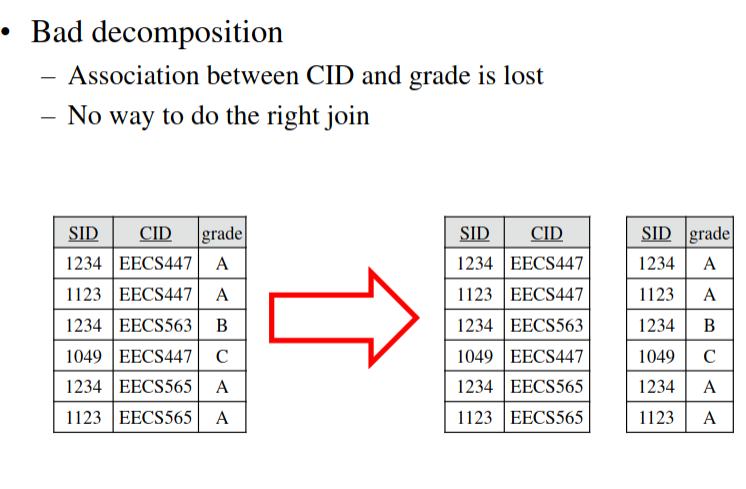 • Bad decomposition
– Association between CID and grade is lost
– No way to do the right join
SID CID grade
1234 EECS447 A
1123 EECS447 A
1234 EECS563 B
1049 EECS447 C
1234 EECS565 A
1123 EECS565 A
SID CID
1234 EECS447
1123 EECS447
1234 EECS563
1049 EECS447
1234 EECS565
1123 EECS565
SID grade
1234 A
1123 A
1234 B
1049 C
1234 A
1123 A